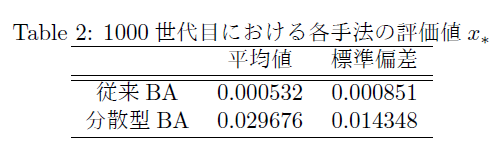 Table 2: 1000 世代目における各手法の評価値 x∗
平均値 標準偏差
従来 BA 0.000532 0.000851
分散型 BA 0.029676 0.014348